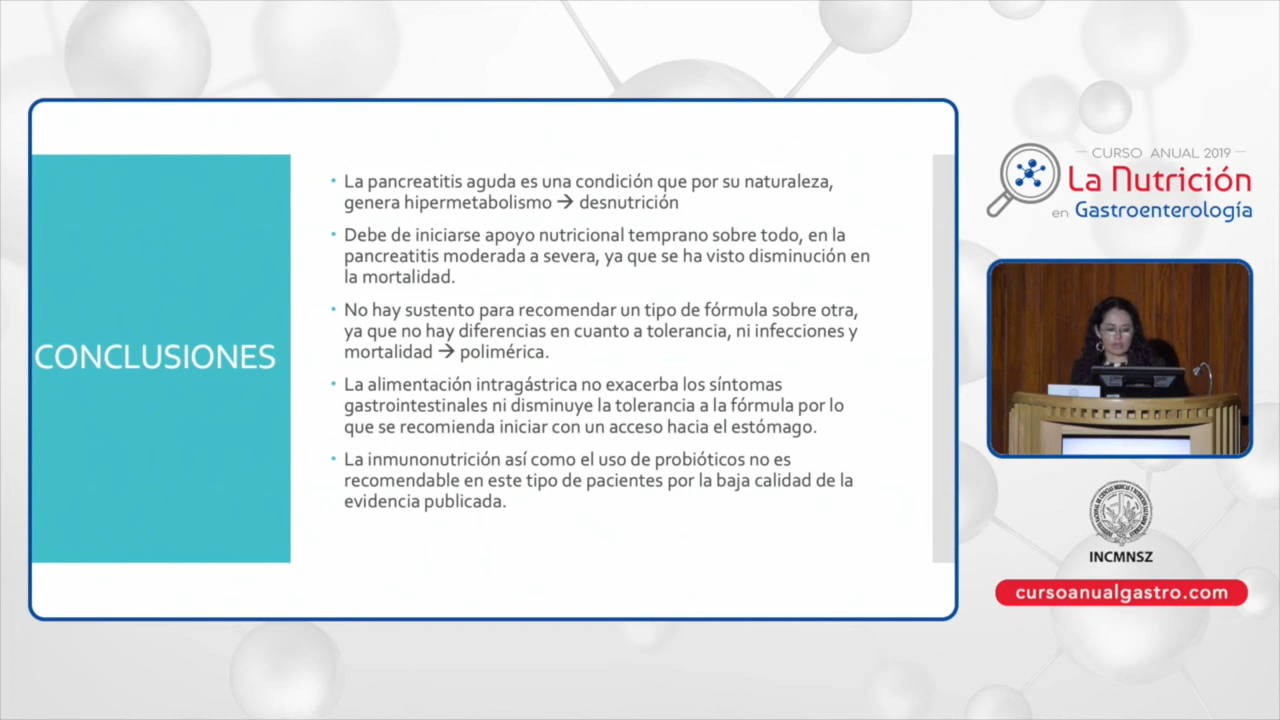 CONCLUSIONES
• La pancreatitis aguda es una condición que por su naturaleza,
genera hipermetabolismo → desnutrición
• Debe de iniciarse apoyo nutricional temprano sobre todo, en la
pancreatitis moderada a severa, ya que se ha visto disminución en
la mortalidad.
• No hay sustento para recomendar un tipo de fórmula sobre otra,
ya que no hay diferencias en cuanto a tolerancia, ni infecciones y
mortalidad → polimérica.
• La alimentación intragástrica no exacerba los síntomas
gastrointestinales ni disminuye la tolerancia a la fórmula por lo
que se recomienda iniciar con un acceso hacia el estómago.
• La inmunonutrición así como el uso de probióticos no es
recomendable en este tipo de pacientes por la baja calidad de la
evidencia publicada.
CURSO ANUAL 2019
La Nutrición
en Gastroenterología
INCMNSZ
cursoanualgastro.com